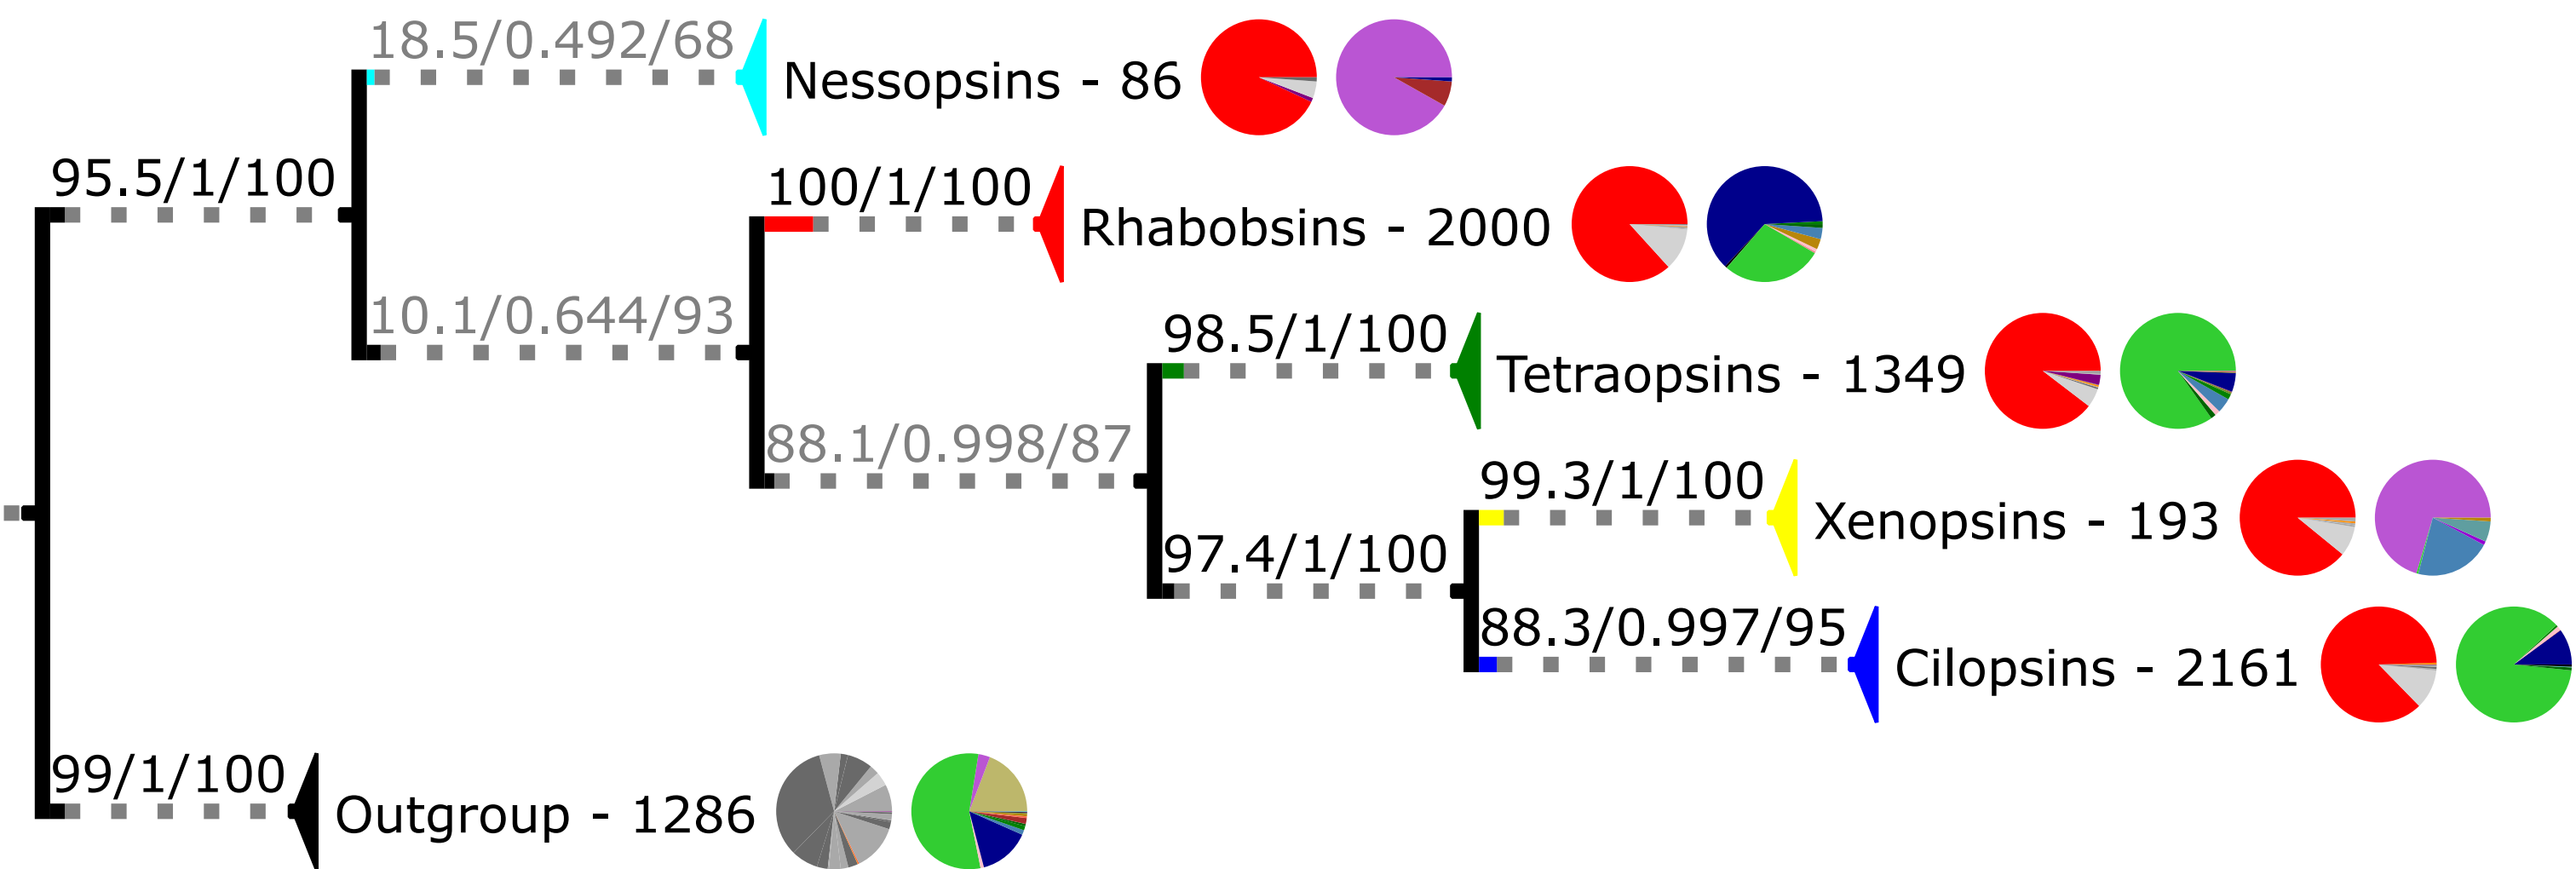 18.5/0.492/68
Nessopsins - 86
95.5/1/100
100/1/100
Rhabobsins - 2000
10.1/0.644/93
98.5/1/100
Tetraopsins - 1349
88.1/0.998/87
99.3/1/100
Xenopsins - 193
97.4/1/100
88.3/0.997/95
Cilopsins - 2161
99/1/100
Outgroup - 1286